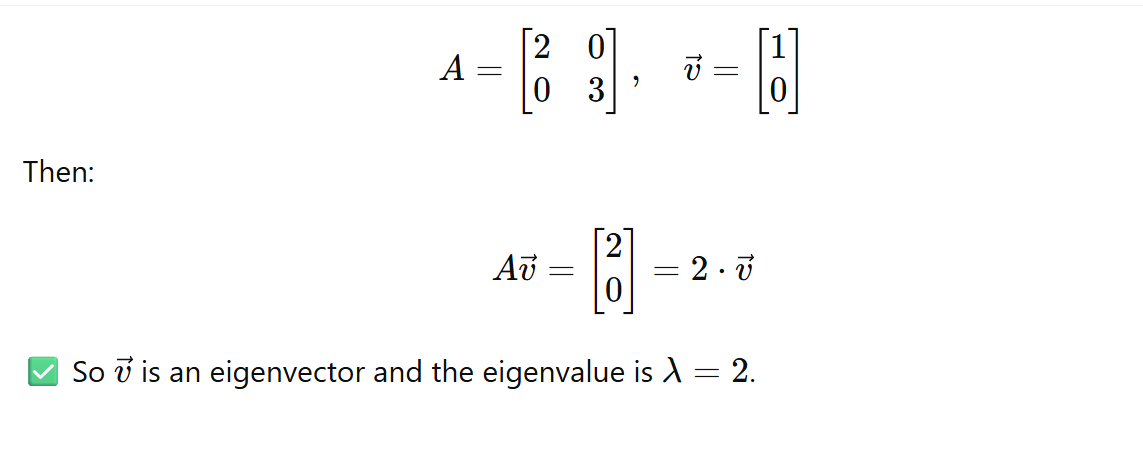 A = [2 0; 0 3], v⃗ = [1; 0]
Then:
Av⃗ = [2; 0] = 2 · v⃗
✅ So v⃗ is an eigenvector and the eigenvalue is λ = 2.